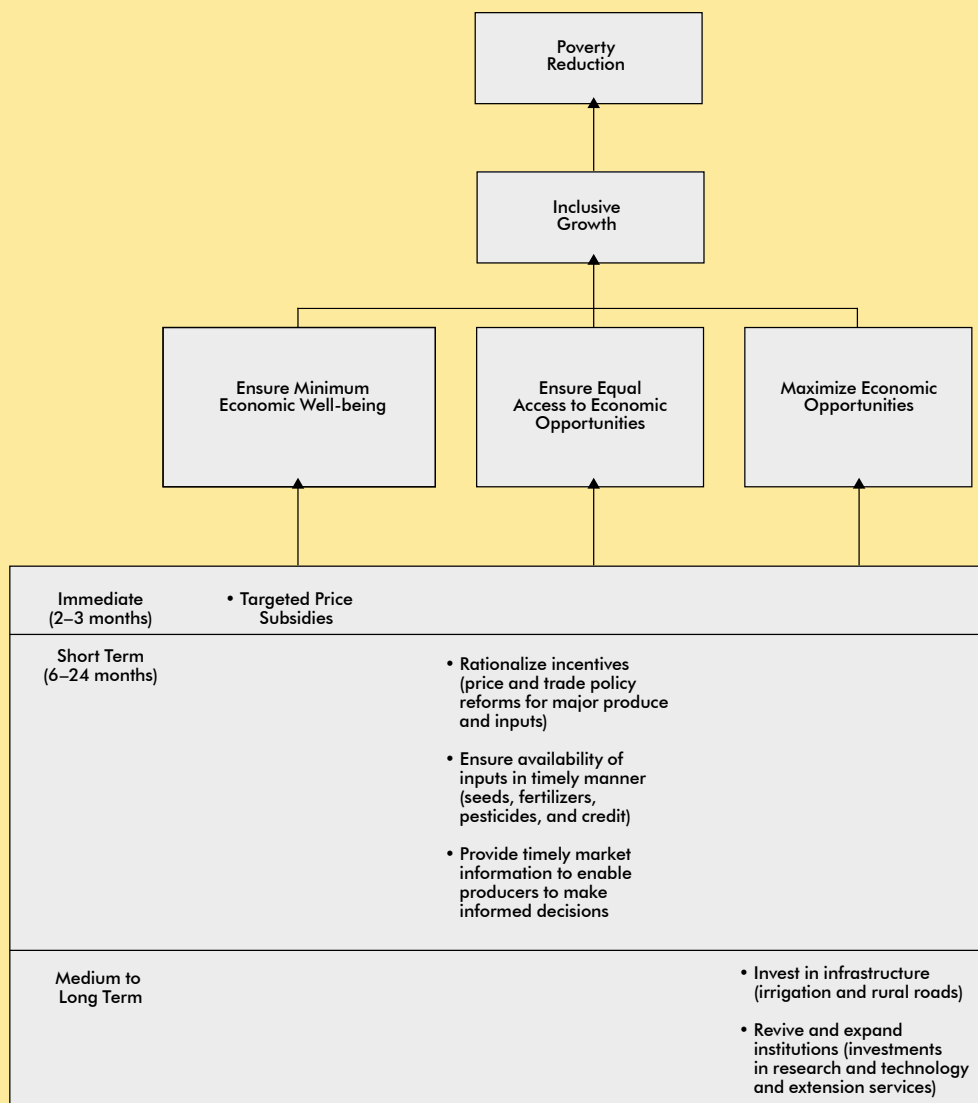 Poverty
Reduction
Inclusive
Growth
Ensure Minimum
Economic Well-being
Ensure Equal
Access to Economic
Opportunities
Maximize Economic
Opportunities
Immediate
(2–3 months)
• Targeted Price
Subsidies
Short Term
(6–24 months)
• Rationalize incentives
(price and trade policy
reforms for major produce
and inputs)
• Ensure availability of
inputs in timely manner
(seeds, fertilizers,
pesticides, and credit)
• Provide timely market
information to enable
producers to make
informed decisions
Medium to
Long Term
• Invest in infrastructure
(irrigation and rural roads)
• Revive and expand
institutions (investments
in research and technology
and extension services)